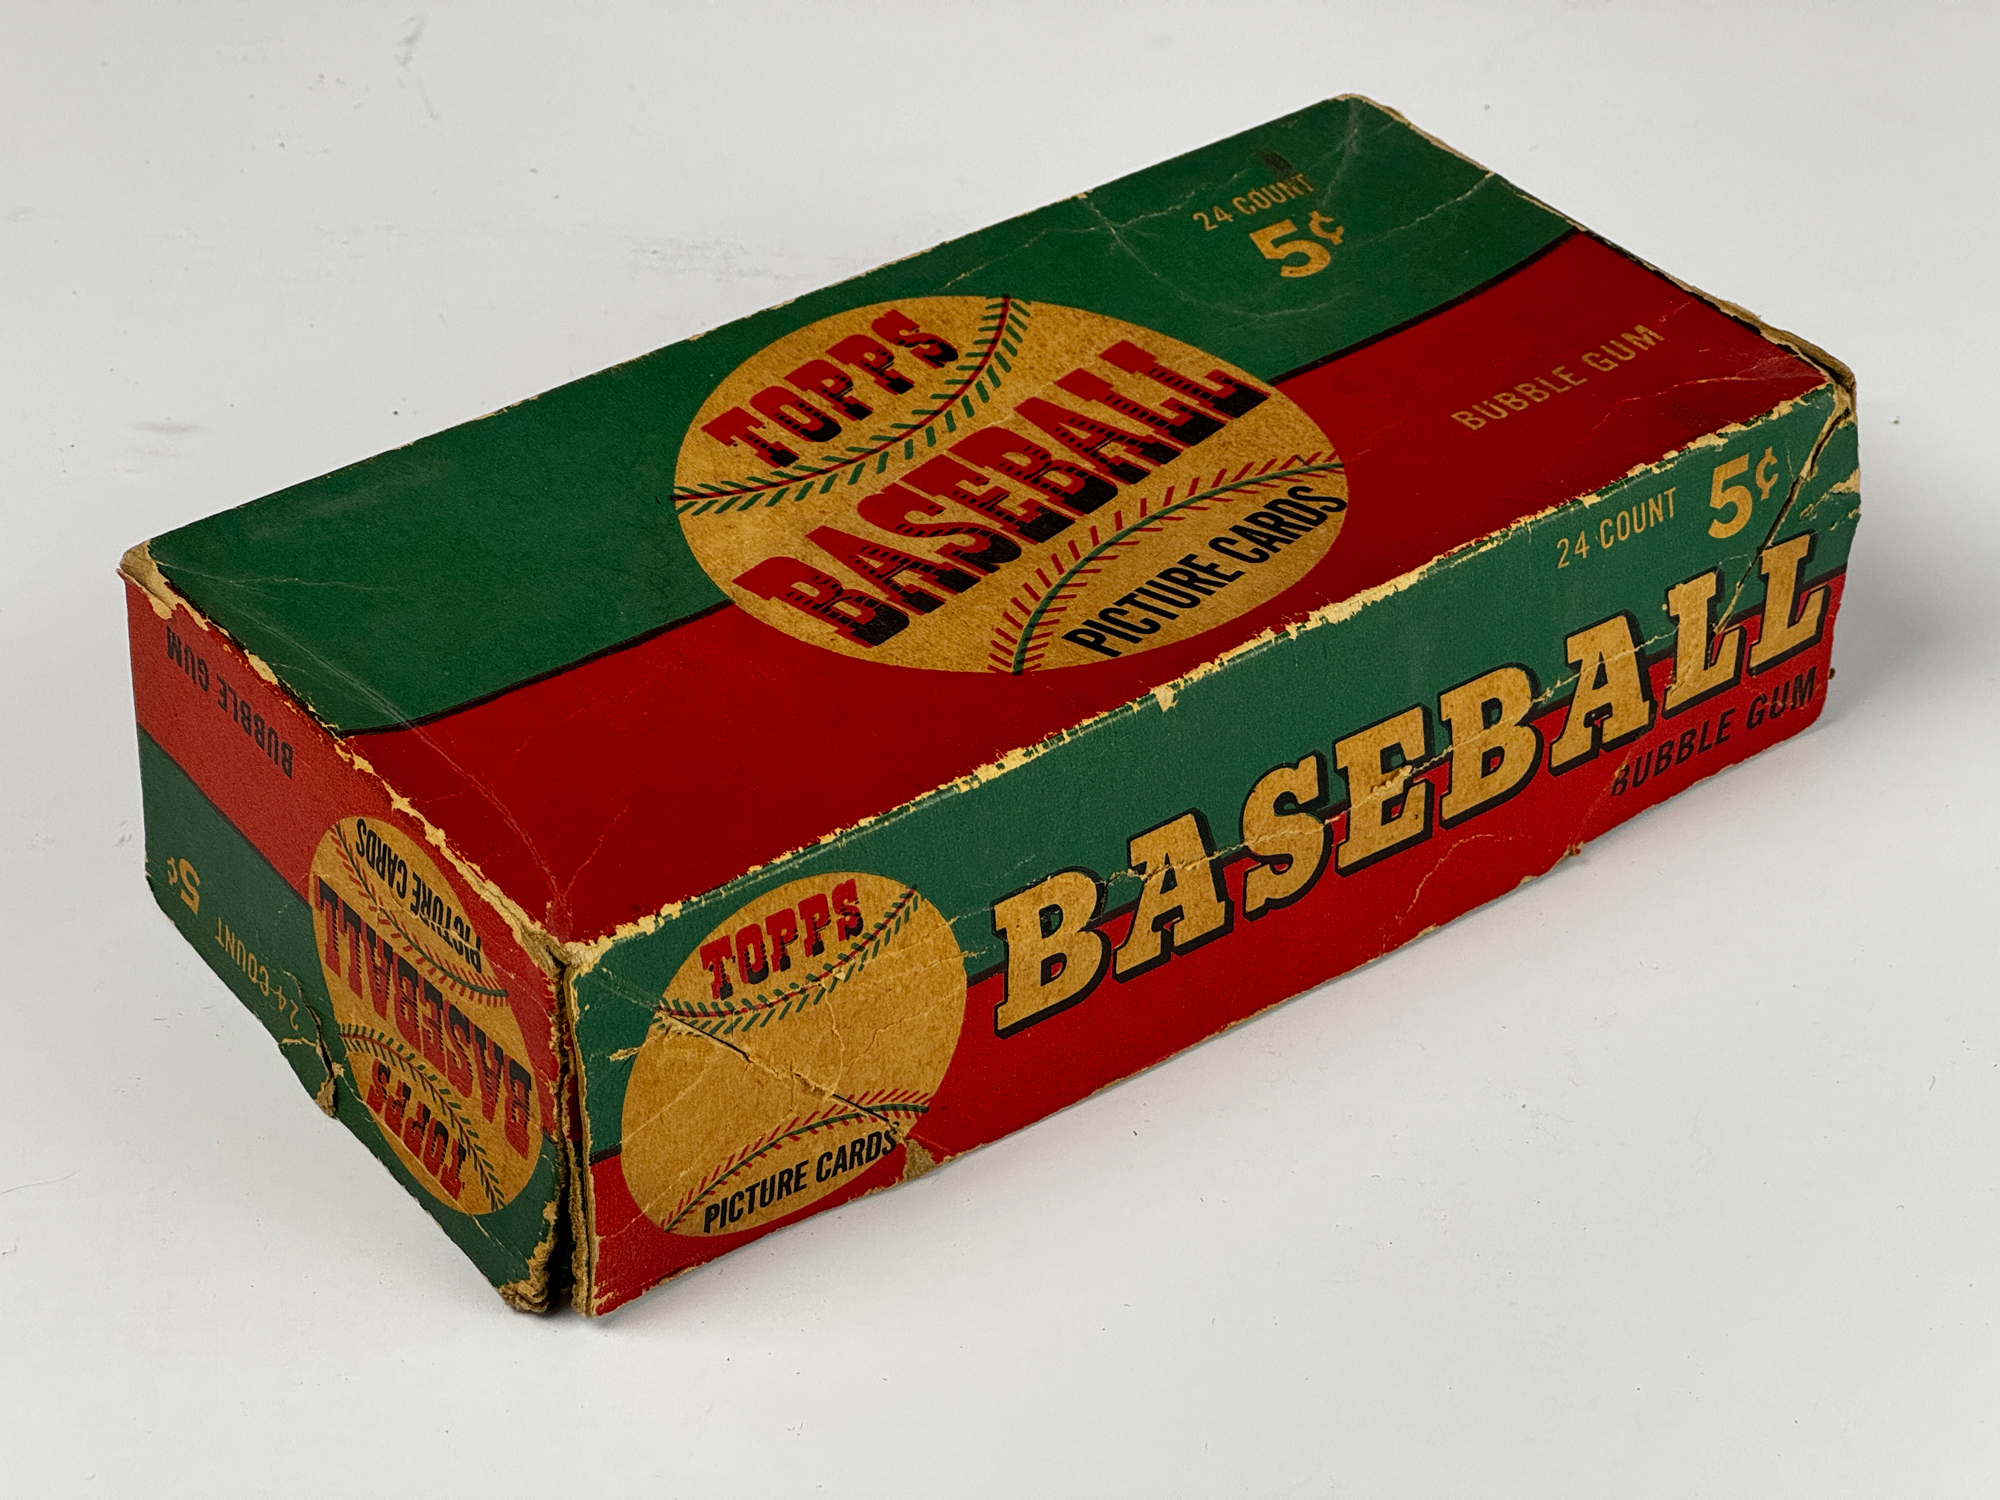 24 COUNT
5¢
TOPPS
BASEBALL
PICTURE CARDS
BUBBLE GUM
24 COUNT
5¢
BASEBALL
BUBBLE GUM
TOPPS
PICTURE CARDS
TOPPS
BASEBALL
PICTURE CARDS
24 COUNT
5¢
BUBBLE GUM